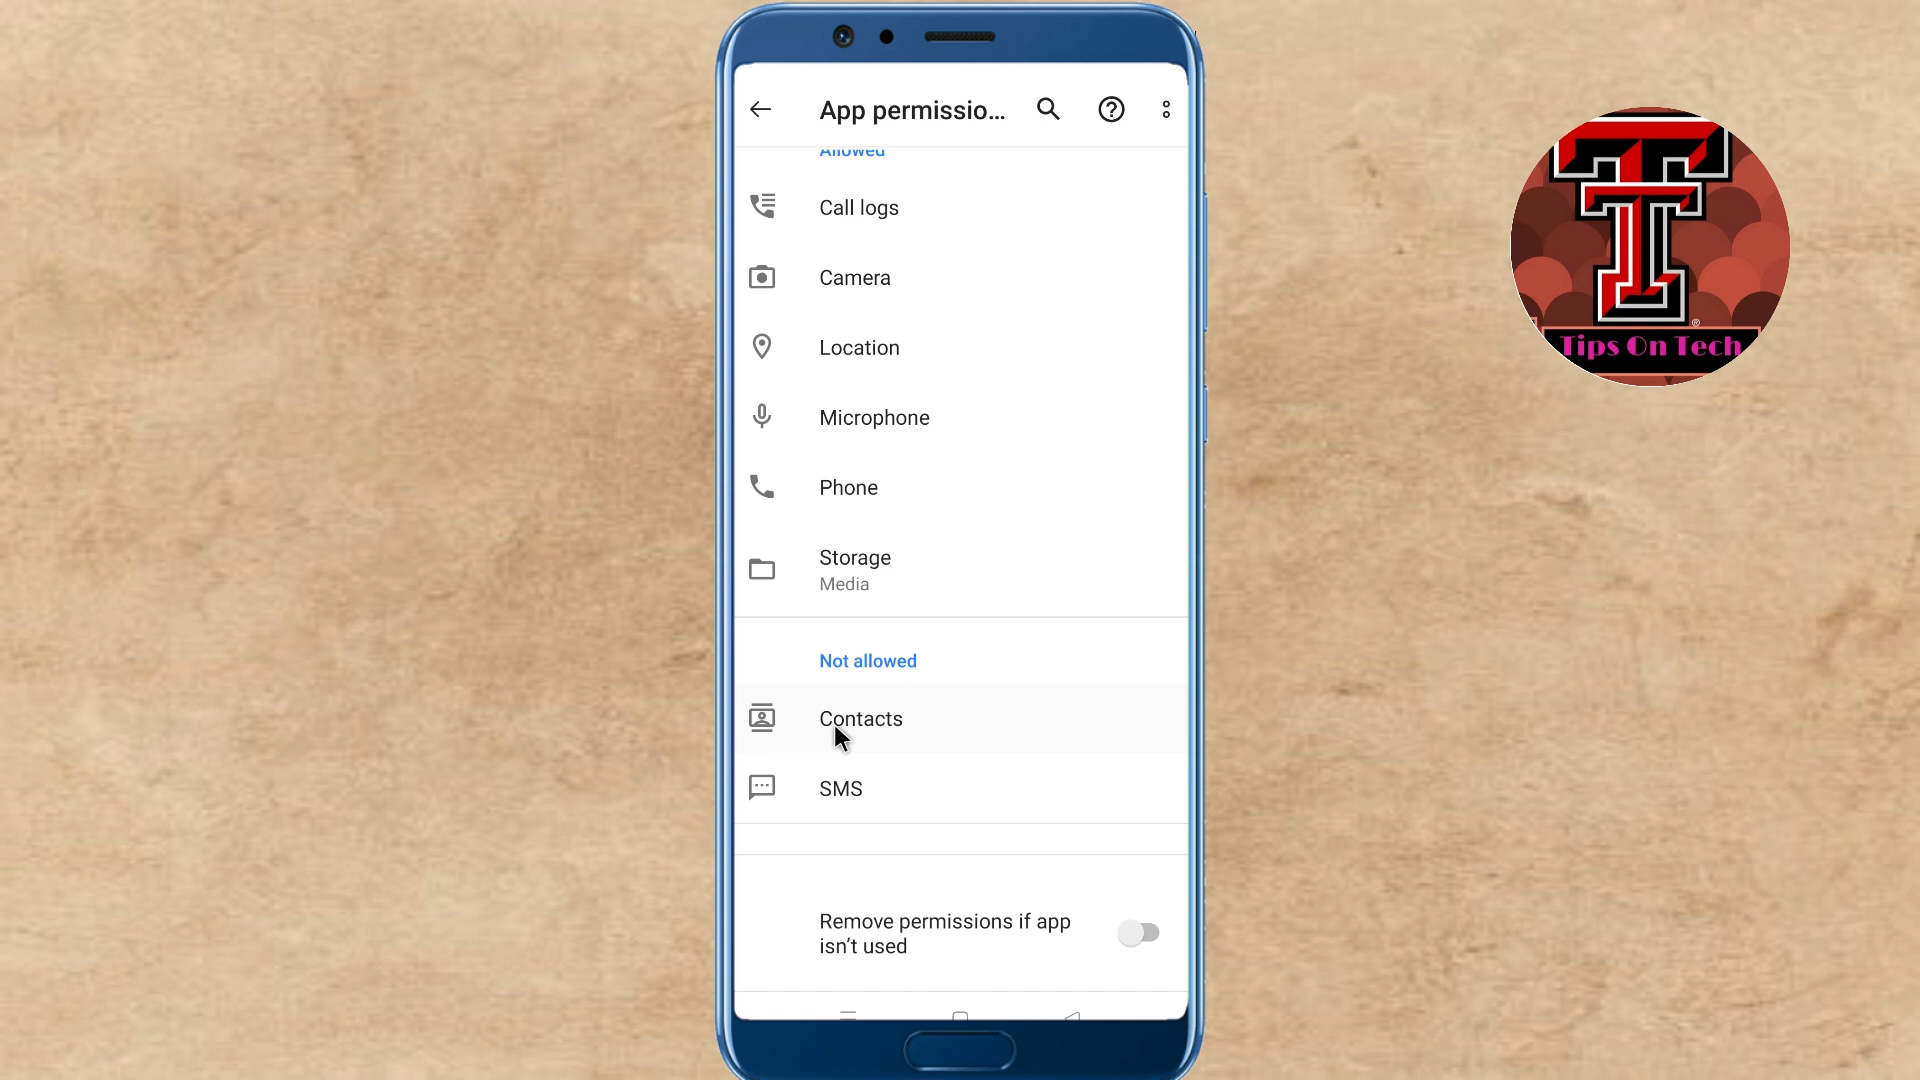 App permissio...
Allowed
Call logs
Camera
Location
Microphone
Phone
Storage
Media
Not allowed
Contacts
SMS
Remove permissions if app
isn't used
®
Tips On Tech